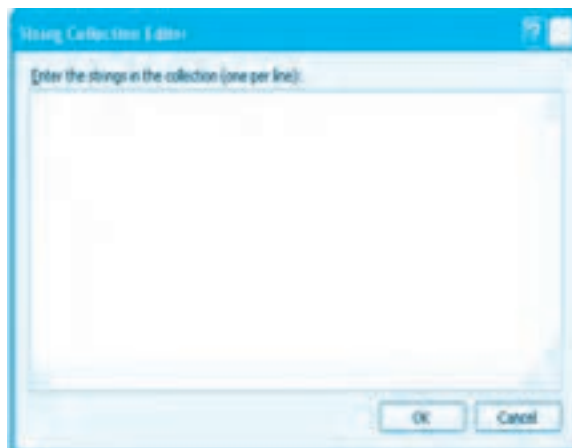 String Collection Editor
?
Enter the strings in the collection (one per line):
OK
Cancel